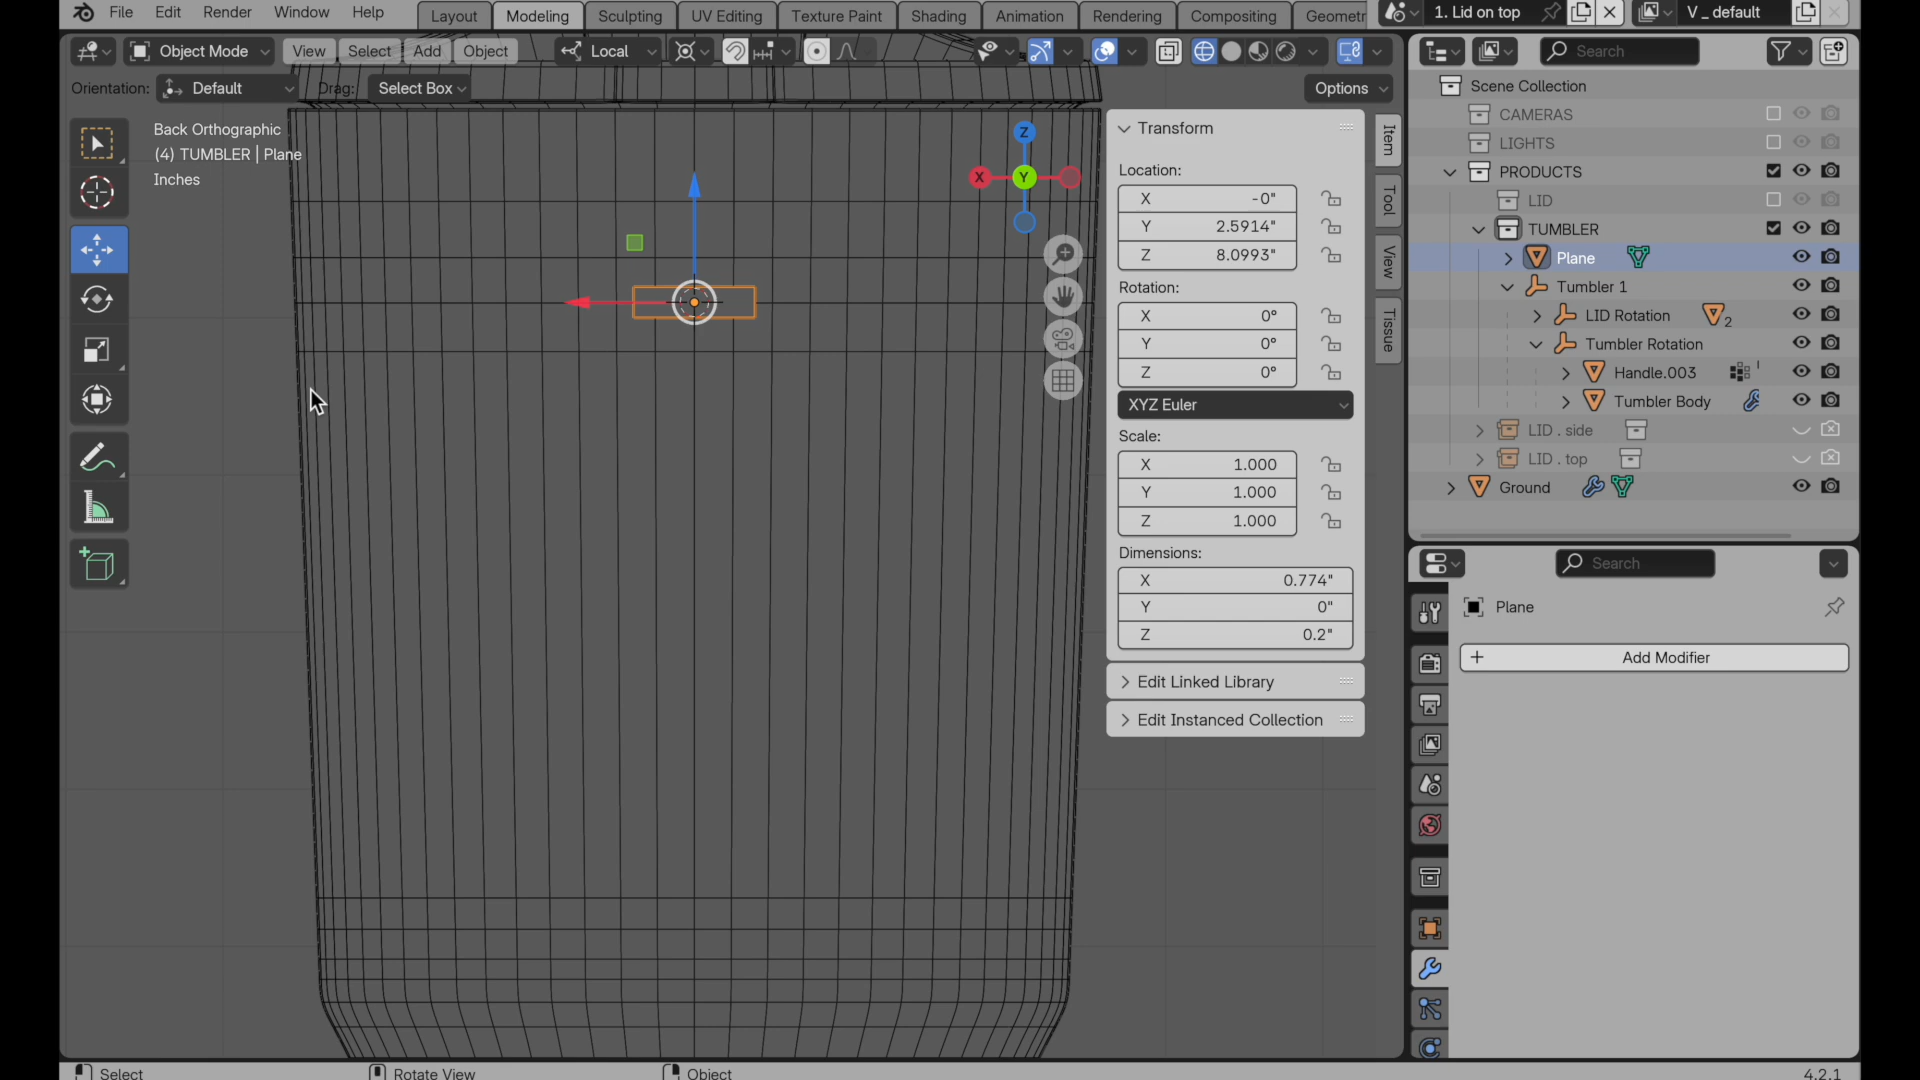 File Edit Render Window Help
Layout Modeling Sculpting UV Editing Texture Paint Shading Animation Rendering Compositing Geometr
1. Lid on top
V _ default
Object Mode View Select Add Object Local
Orientation: Default Drag: Select Box
Options
Back Orthographic
(4) TUMBLER | Plane
Inches
Z
X
Y
Transform
Location:
X -0"
Y 2.5914"
Z 8.0993"
Rotation:
X 0°
Y 0°
Z 0°
XYZ Euler
Scale:
X 1.000
Y 1.000
Z 1.000
Dimensions:
X 0.774"
Y 0"
Z 0.2"
Edit Linked Library
Edit Instanced Collection
Item
Tool
View
Tissue
Search
Scene Collection
CAMERAS
LIGHTS
PRODUCTS
LID
TUMBLER
Plane
Tumbler 1
LID Rotation 2
Tumbler Rotation
Handle.003
Tumbler Body
LID . side
LID . top
Ground
Search
Plane
+ Add Modifier
Select Rotate View Object 4.2.1